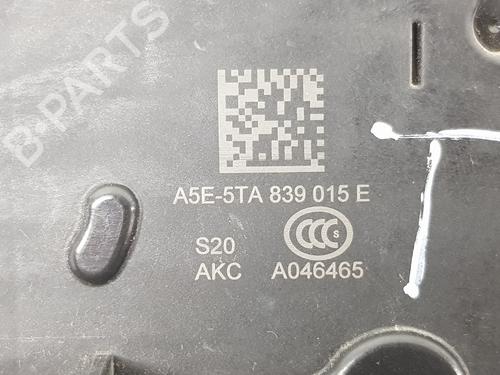 B-PARTS
A5E-5TA 839 015 E
S20
CCC S
AKC A046465